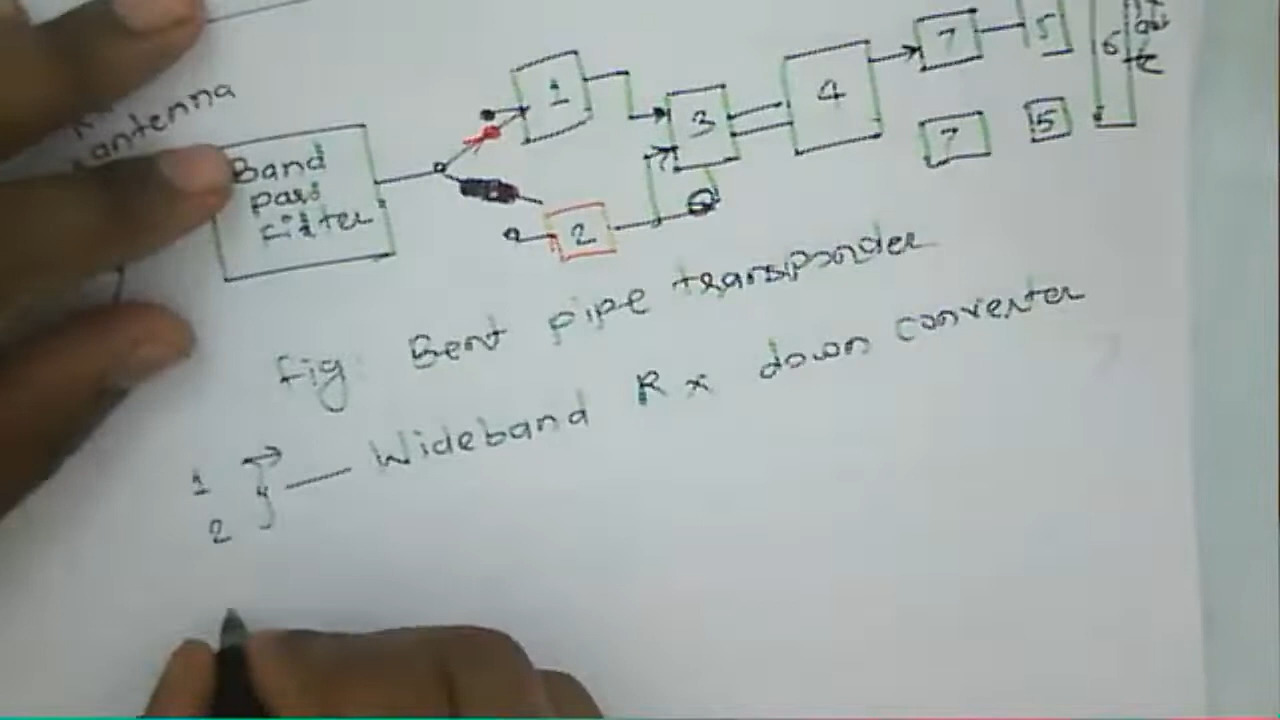 antenna
Band
pass
filter
1
2
3
4
7
5
6
7
5
fig: Bent pipe transponder
1
2 } — Wideband Rx down converter